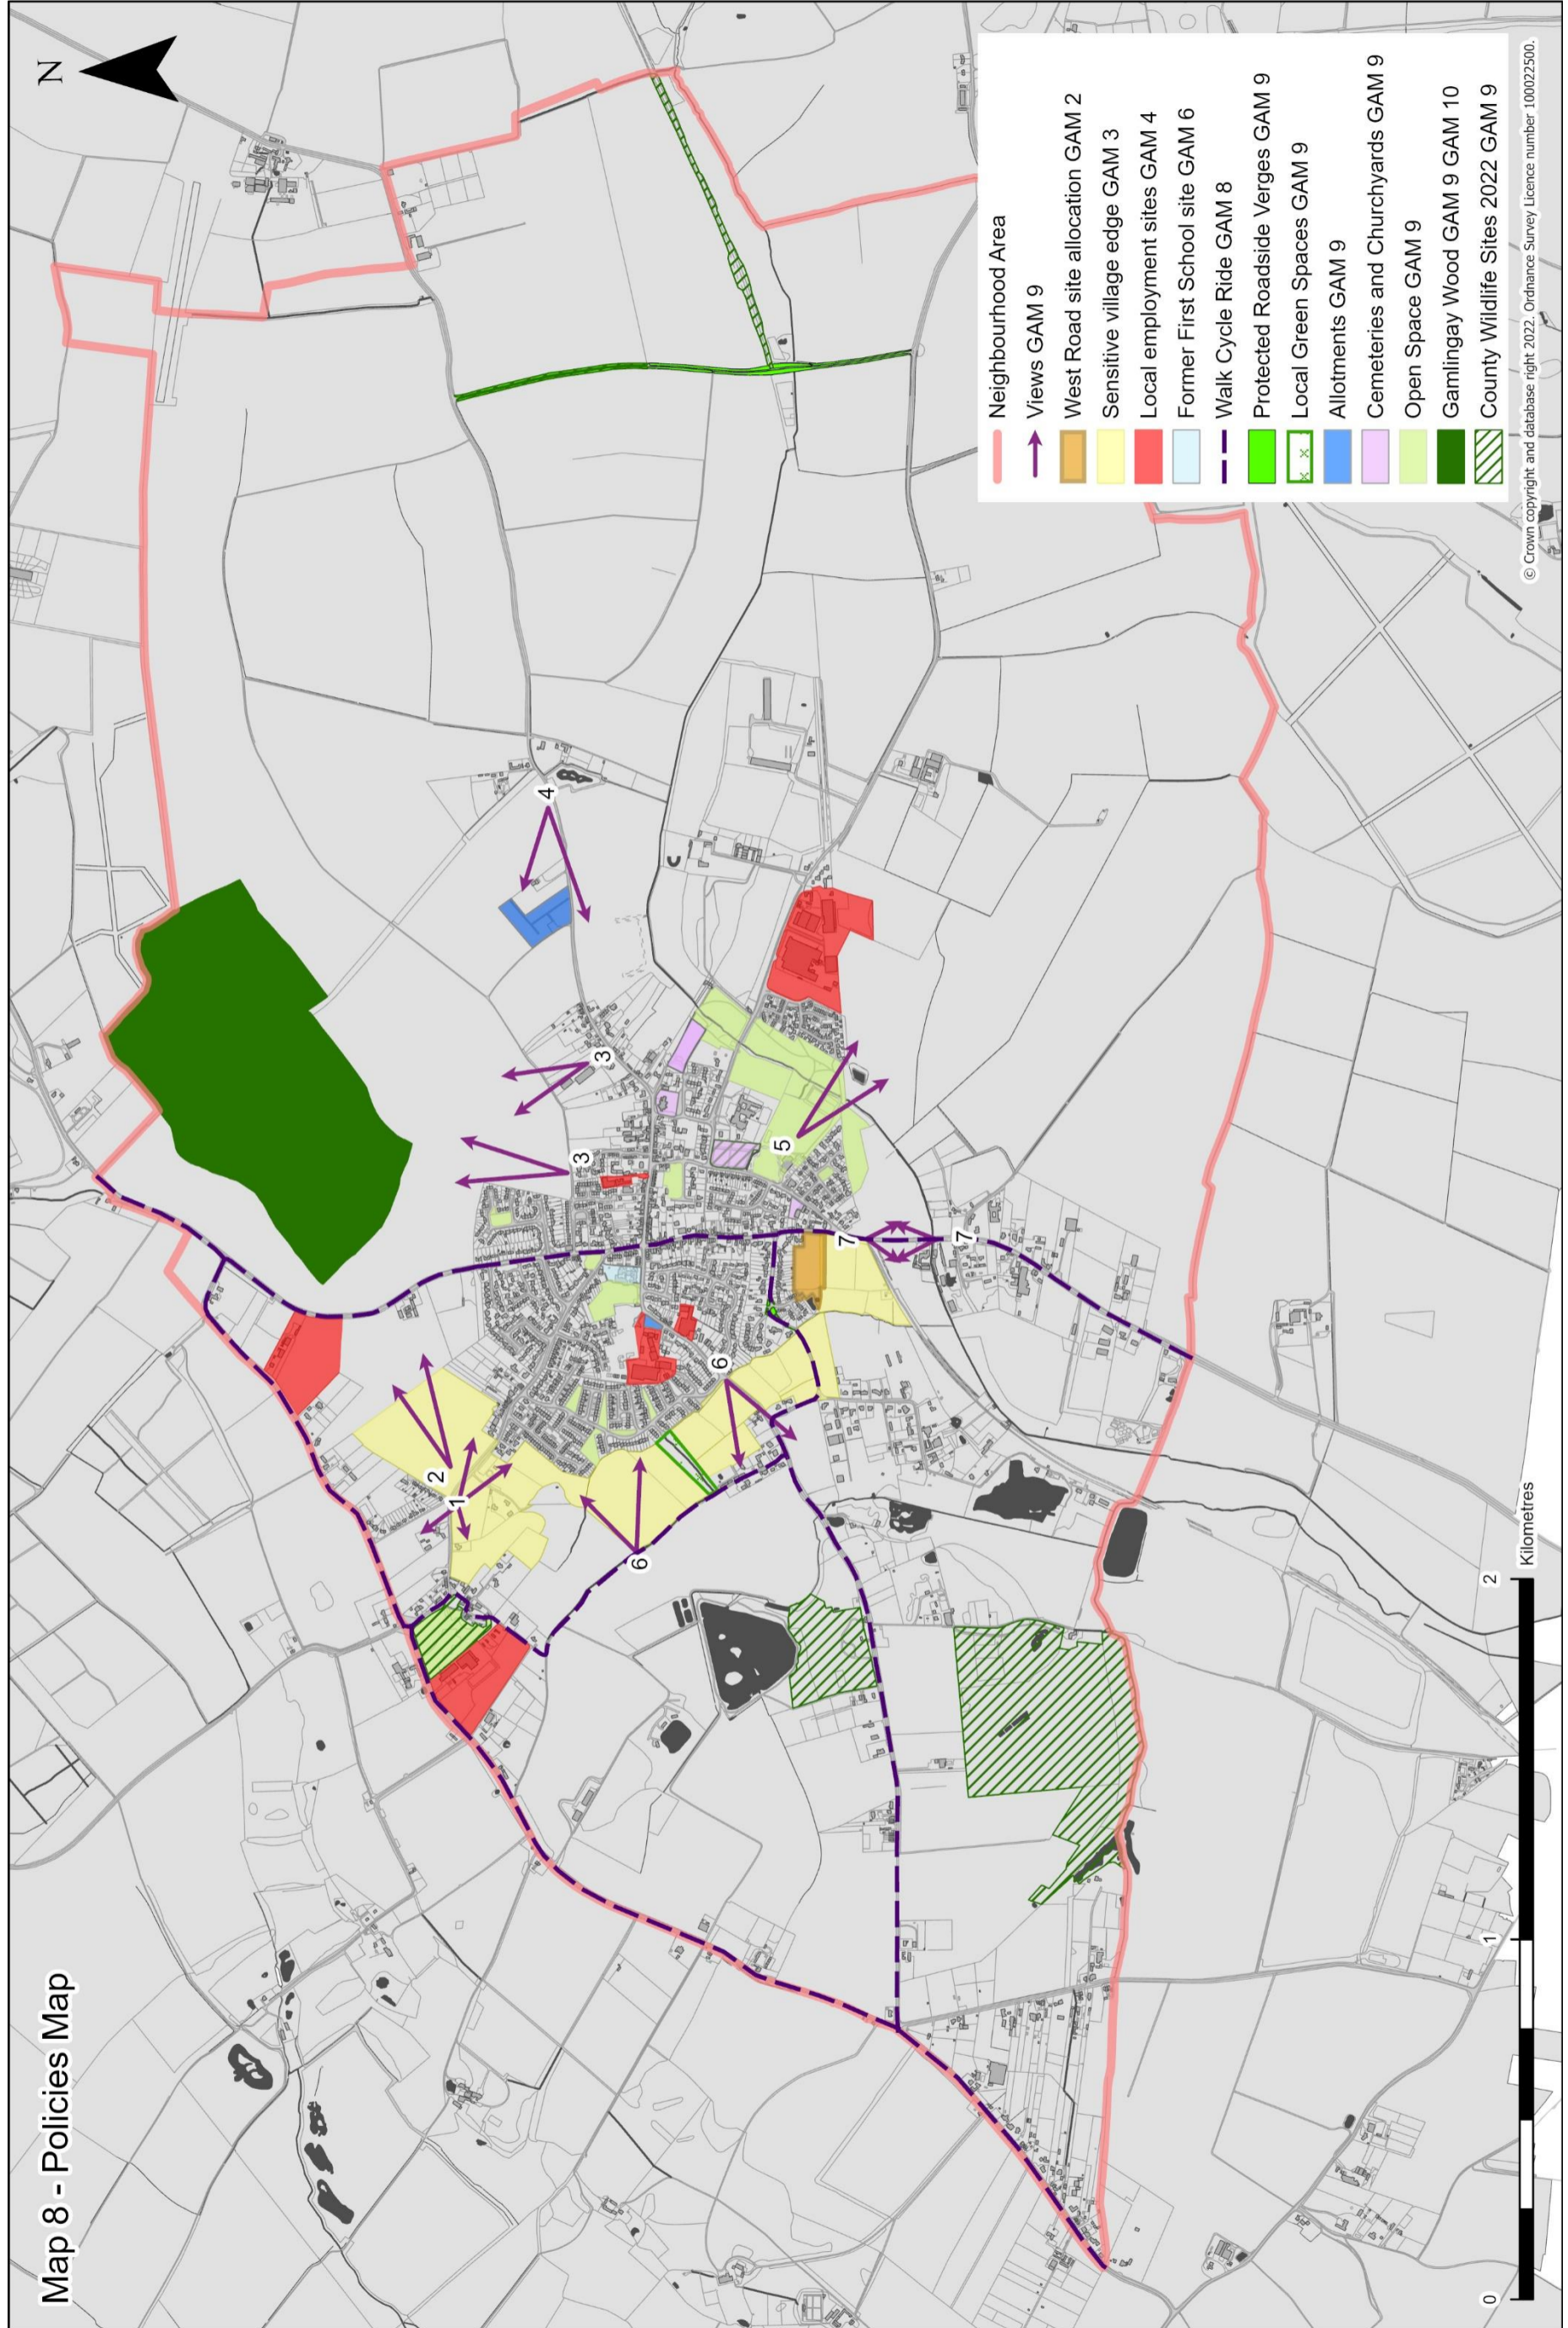 Map 8 - Policies Map
N
1
2
3
3
4
5
6
6
7
7
Neighbourhood Area
Views GAM 9
West Road site allocation GAM 2
Sensitive village edge GAM 3
Local employment sites GAM 4
Former First School site GAM 6
Walk Cycle Ride GAM 8
Protected Roadside Verges GAM 9
Local Green Spaces GAM 9
Allotments GAM 9
Cemeteries and Churchyards GAM 9
Open Space GAM 9
Gamlingay Wood GAM 9 GAM 10
County Wildlife Sites 2022 GAM 9
0 1 2
Kilometres
© Crown copyright and database right 2022. Ordnance Survey Licence number 100022500.